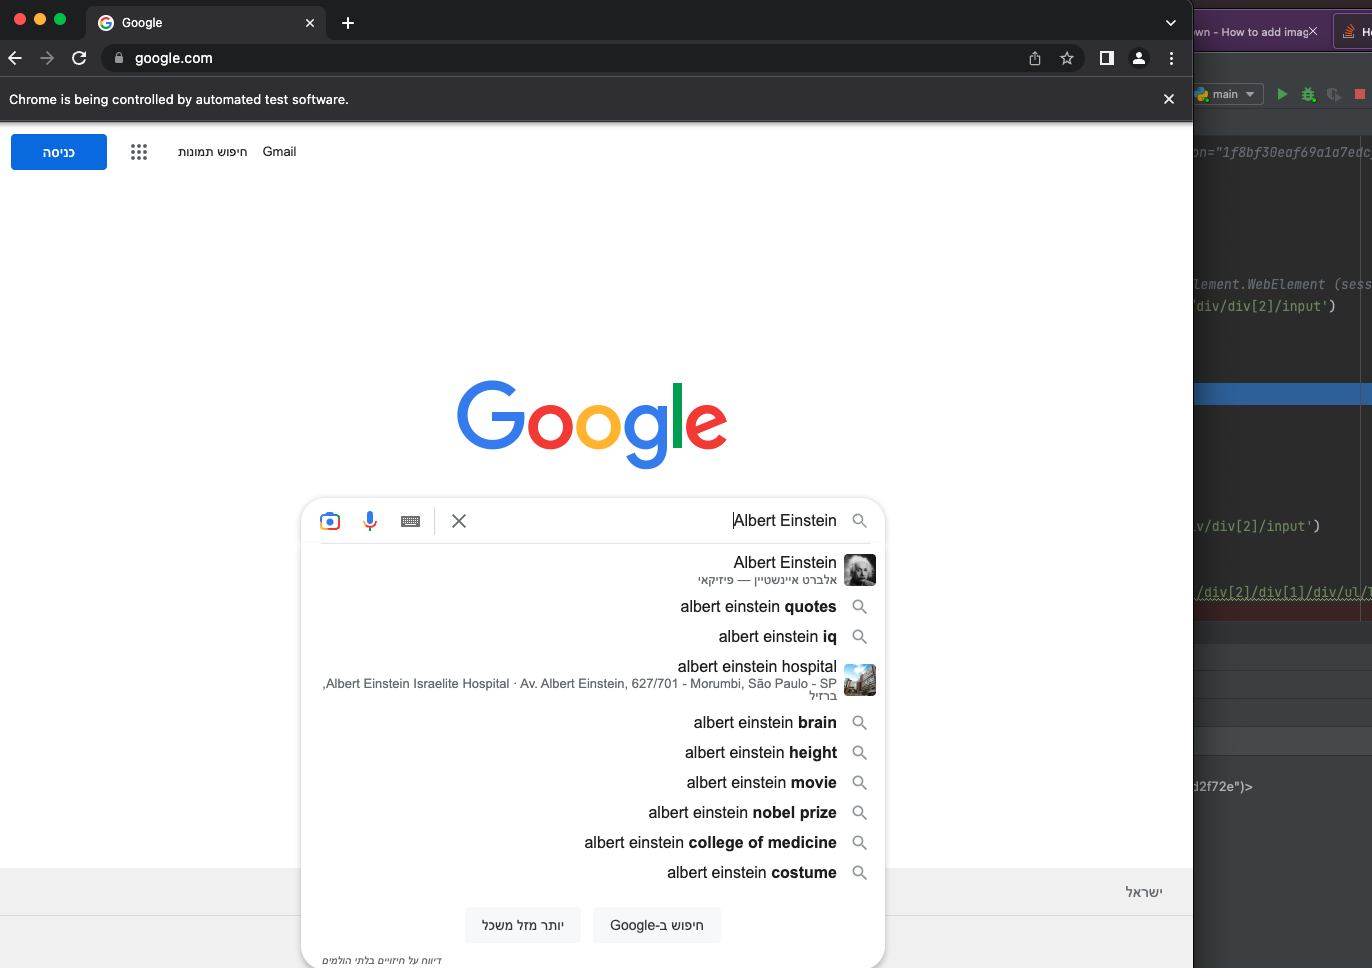 Google
wn - How to add imag
He
google.com
main
Chrome is being controlled by automated test software.
כניסה
חיפוש תמונות
Gmail
on="1f8bf30eaf69a1a7edc
lement.WebElement (sess
div/div[2]/input')
Google
Albert Einstein
v/div[2]/input')
Albert Einstein
אלברט איינשטיין — פיזיקאי
/div[2]/div[1]/div/ul/l
albert einstein quotes
albert einstein iq
albert einstein hospital
Albert Einstein Israelite Hospital · Av. Albert Einstein, 627/701 - Morumbi, São Paulo - SP,
ברזיל
albert einstein brain
albert einstein height
albert einstein movie
d2f72e")>
albert einstein nobel prize
albert einstein college of medicine
albert einstein costume
ישראל
חיפוש ב-Google
יותר מזל משכל
דיווח על חיזויים בלתי הולמים